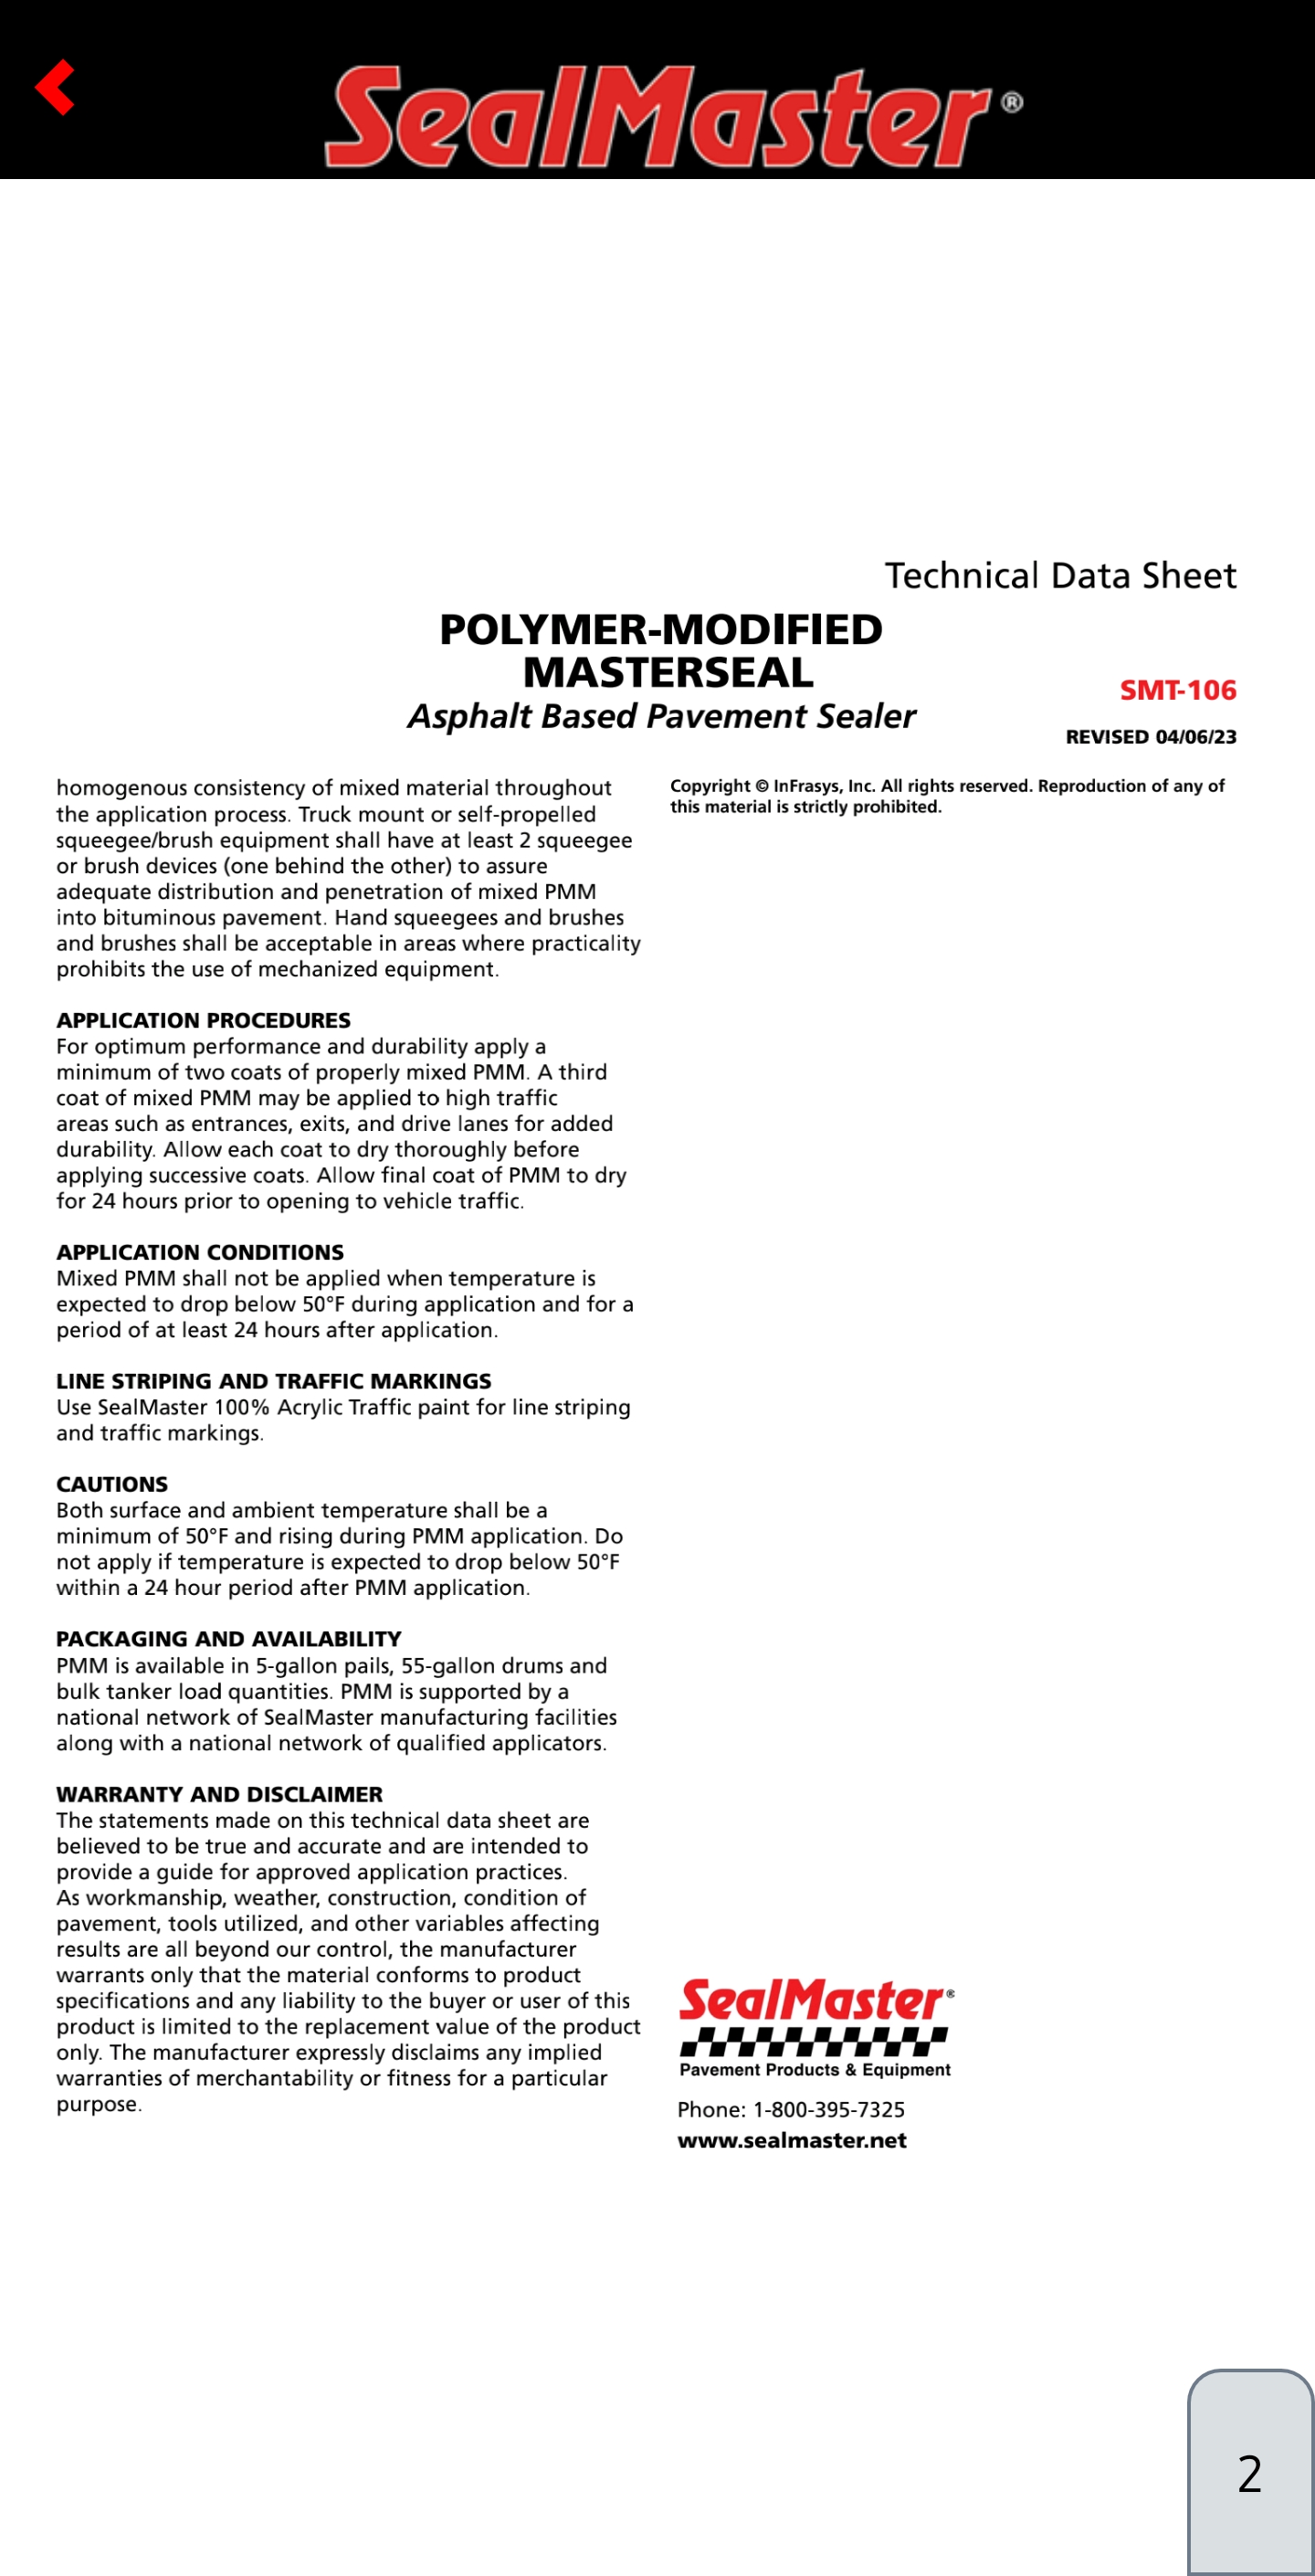 SealMaster®
Technical Data Sheet
POLYMER-MODIFIED
MASTERSEAL
Asphalt Based Pavement Sealer
SMT-106
REVISED 04/06/23
homogenous consistency of mixed material throughout
the application process. Truck mount or self-propelled
squeegee/brush equipment shall have at least 2 squeegee
or brush devices (one behind the other) to assure
adequate distribution and penetration of mixed PMM
into bituminous pavement. Hand squeegees and brushes
and brushes shall be acceptable in areas where practicality
prohibits the use of mechanized equipment.
APPLICATION PROCEDURES
For optimum performance and durability apply a
minimum of two coats of properly mixed PMM. A third
coat of mixed PMM may be applied to high traffic
areas such as entrances, exits, and drive lanes for added
durability. Allow each coat to dry thoroughly before
applying successive coats. Allow final coat of PMM to dry
for 24 hours prior to opening to vehicle traffic.
APPLICATION CONDITIONS
Mixed PMM shall not be applied when temperature is
expected to drop below 50°F during application and for a
period of at least 24 hours after application.
LINE STRIPING AND TRAFFIC MARKINGS
Use SealMaster 100% Acrylic Traffic paint for line striping
and traffic markings.
CAUTIONS
Both surface and ambient temperature shall be a
minimum of 50°F and rising during PMM application. Do
not apply if temperature is expected to drop below 50°F
within a 24 hour period after PMM application.
PACKAGING AND AVAILABILITY
PMM is available in 5-gallon pails, 55-gallon drums and
bulk tanker load quantities. PMM is supported by a
national network of SealMaster manufacturing facilities
along with a national network of qualified applicators.
WARRANTY AND DISCLAIMER
The statements made on this technical data sheet are
believed to be true and accurate and are intended to
provide a guide for approved application practices.
As workmanship, weather, construction, condition of
pavement, tools utilized, and other variables affecting
results are all beyond our control, the manufacturer
warrants only that the material conforms to product
specifications and any liability to the buyer or user of this
product is limited to the replacement value of the product
only. The manufacturer expressly disclaims any implied
warranties of merchantability or fitness for a particular
purpose.
Copyright © InFrasys, Inc. All rights reserved. Reproduction of any of
this material is strictly prohibited.
SealMaster®
Pavement Products & Equipment
Phone: 1-800-395-7325
www.sealmaster.net
2